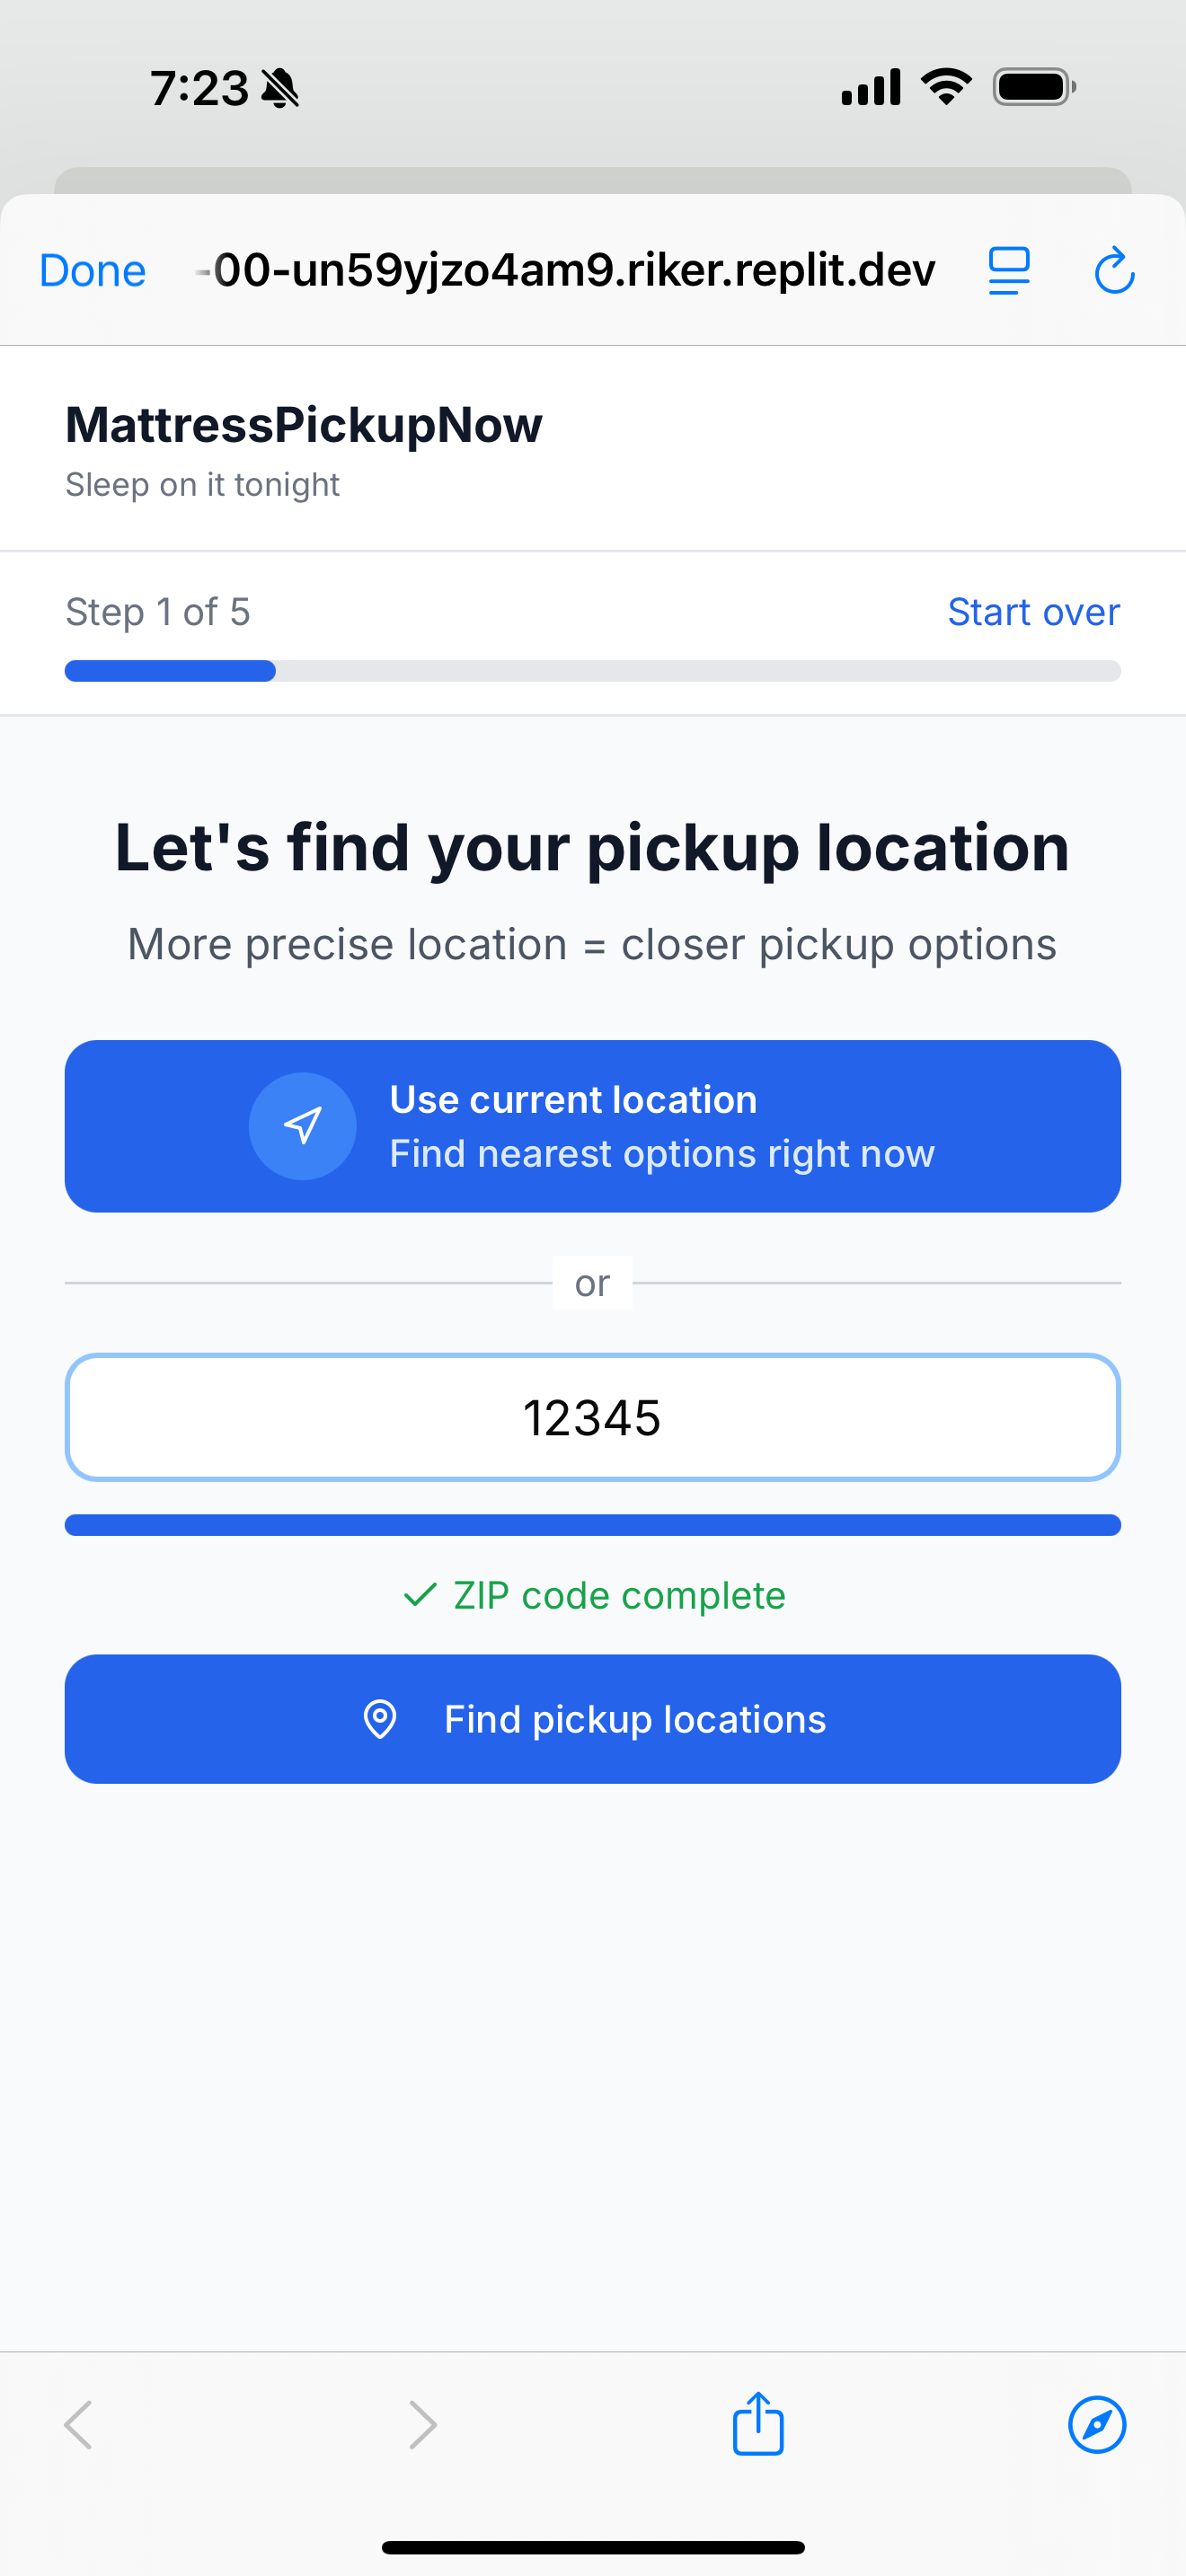 7:23
Done
-00-un59yjzo4am9.riker.replit.dev
MattressPickupNow
Sleep on it tonight
Step 1 of 5
Start over
Let's find your pickup location
More precise location = closer pickup options
Use current location
Find nearest options right now
or
12345
✓ ZIP code complete
Find pickup locations